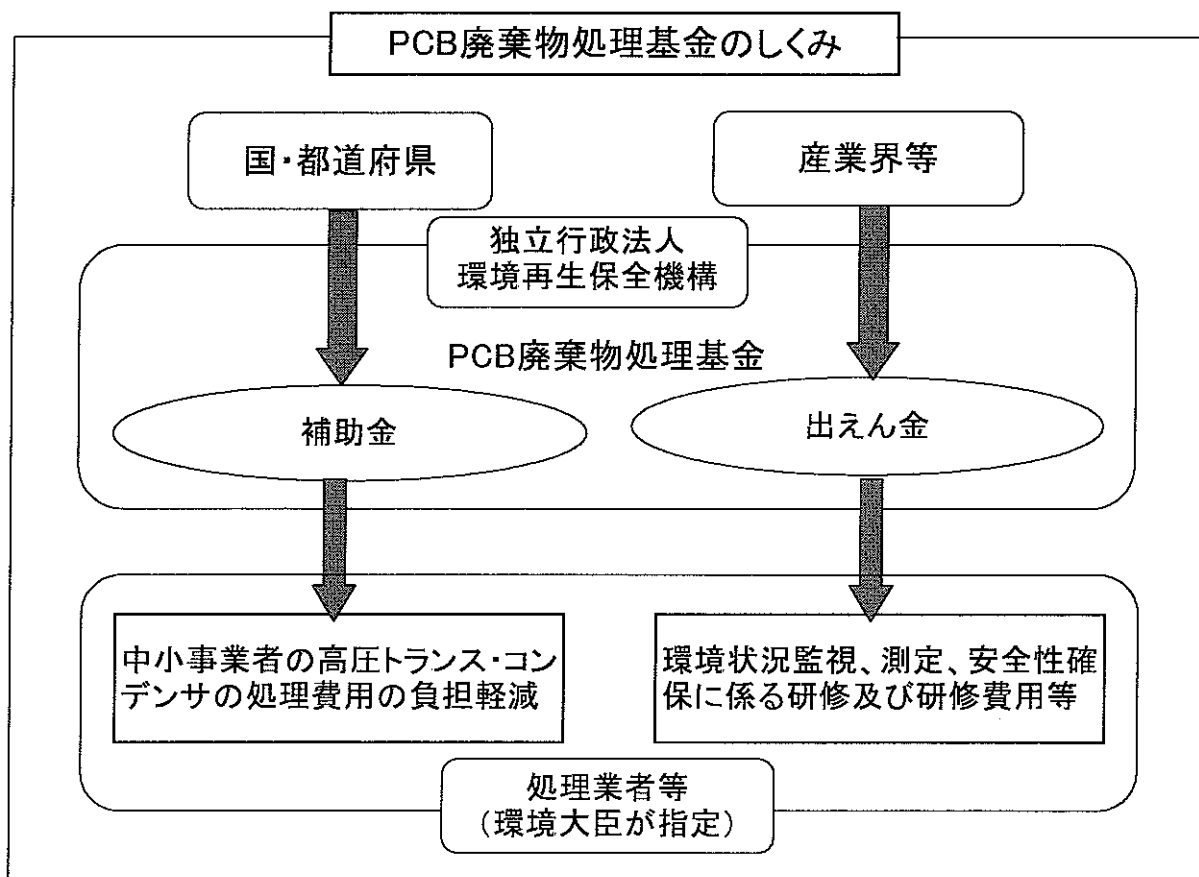 PCB廃棄物処理基金のしくみ
国・都道府県
産業界等
独立行政法人
環境再生保全機構
PCB廃棄物処理基金
補助金
出えん金
中小事業者の高圧トランス・コン
デンサの処理費用の負担軽減
環境状況監視、測定、安全性確
保に係る研修及び研修費用等
処理業者等
（環境大臣が指定）